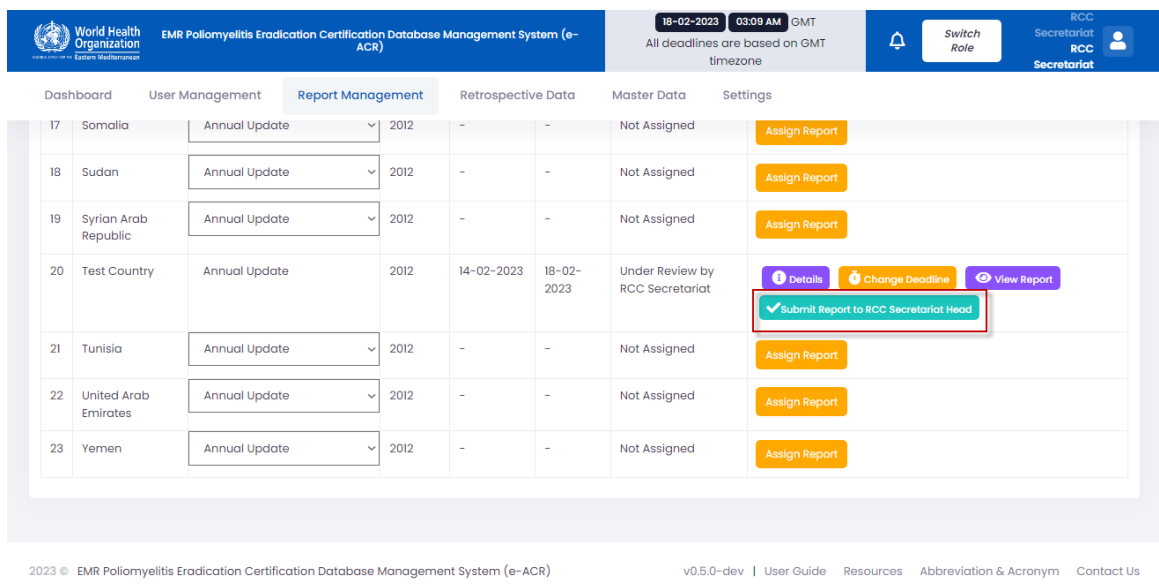 World Health
Organization
Eastern Mediterranean
EMR Poliomyelitis Eradication Certification Database Management System (e-
ACR)
18-02-2023 03:09 AM GMT
All deadlines are based on GMT
timezone
Switch
Role
RCC
Secretariat
RCC
Secretariat
Dashboard User Management Report Management Retrospective Data Master Data Settings
17 Somalia Annual Update 2012 - - Not Assigned Assign Report
18 Sudan Annual Update 2012 - - Not Assigned Assign Report
19 Syrian Arab Annual Update 2012 - - Not Assigned Assign Report
Republic
20 Test Country Annual Update 2012 14-02-2023 18-02- Under Review by Details Change Deadline View Report
2023 RCC Secretariat
Submit Report to RCC Secretariat Head
21 Tunisia Annual Update 2012 - - Not Assigned Assign Report
22 United Arab Annual Update 2012 - - Not Assigned Assign Report
Emirates
23 Yemen Annual Update 2012 - - Not Assigned Assign Report
2023 © EMR Poliomyelitis Eradication Certification Database Management System (e-ACR) v0.5.0-dev | User Guide Resources Abbreviation & Acronym Contact Us